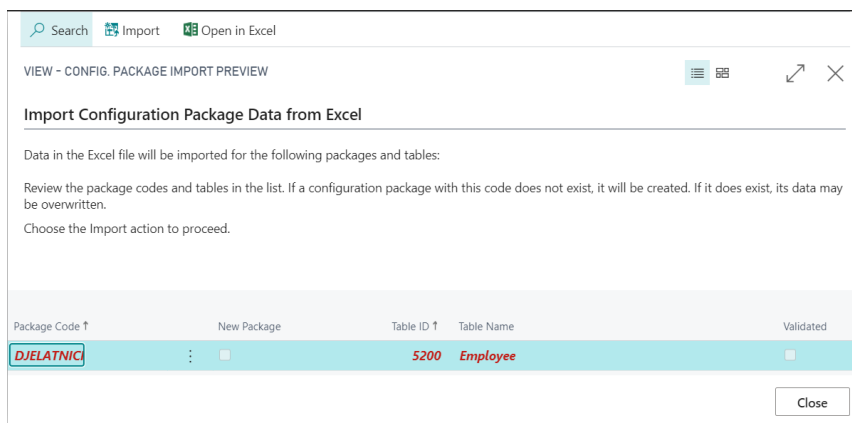 Search Import Open in Excel
VIEW - CONFIG. PACKAGE IMPORT PREVIEW
Import Configuration Package Data from Excel
Data in the Excel file will be imported for the following packages and tables:
Review the package codes and tables in the list. If a configuration package with this code does not exist, it will be created. If it does exist, its data may
be overwritten.
Choose the Import action to proceed.
Package Code ↑ New Package Table ID ↑ Table Name Validated
DJELATNICI 5200 Employee
Close